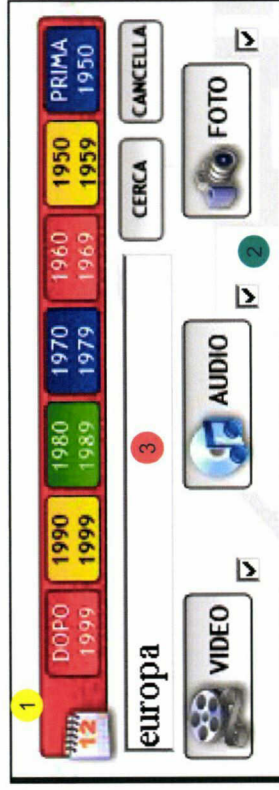 1
12
DOPO
1999
1990
1999
1980
1989
1970
1979
1960
1969
1950
1959
PRIMA
1950
europa
3
CERCA
CANCELLA
VIDEO
AUDIO
2
FOTO